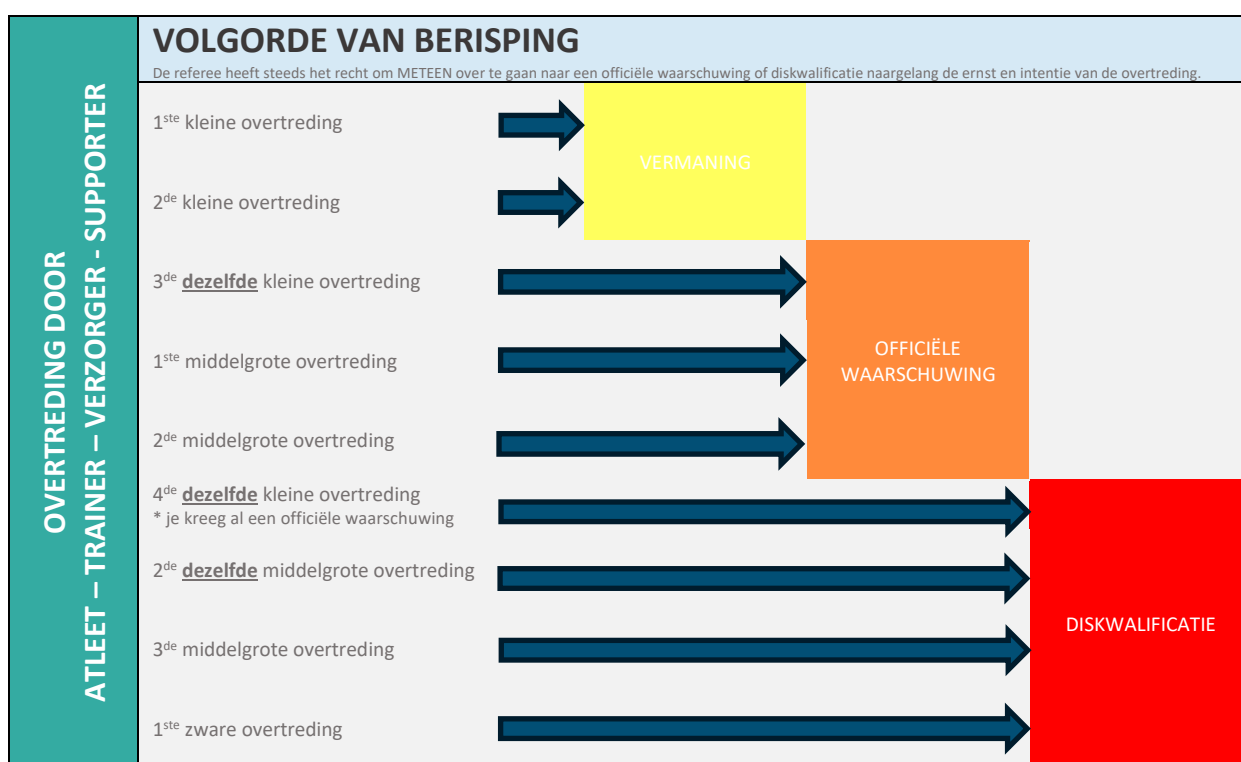 OVERTREDING DOOR
ATLEET – TRAINER – VERZORGER - SUPPORTER
VOLGORDE VAN BERISPING
De referee heeft steeds het recht om METEEN over te gaan naar een officiële waarschuwing of diskwalificatie naargelang de ernst en intentie van de overtreding.
1ste kleine overtreding
VERMANING
2de kleine overtreding
3de dezelfde kleine overtreding
1ste middelgrote overtreding
OFFICIËLE
WAARSCHUWING
2de middelgrote overtreding
4de dezelfde kleine overtreding
* je kreeg al een officiële waarschuwing
2de dezelfde middelgrote overtreding
DISKWALIFICATIE
3de middelgrote overtreding
1ste zware overtreding